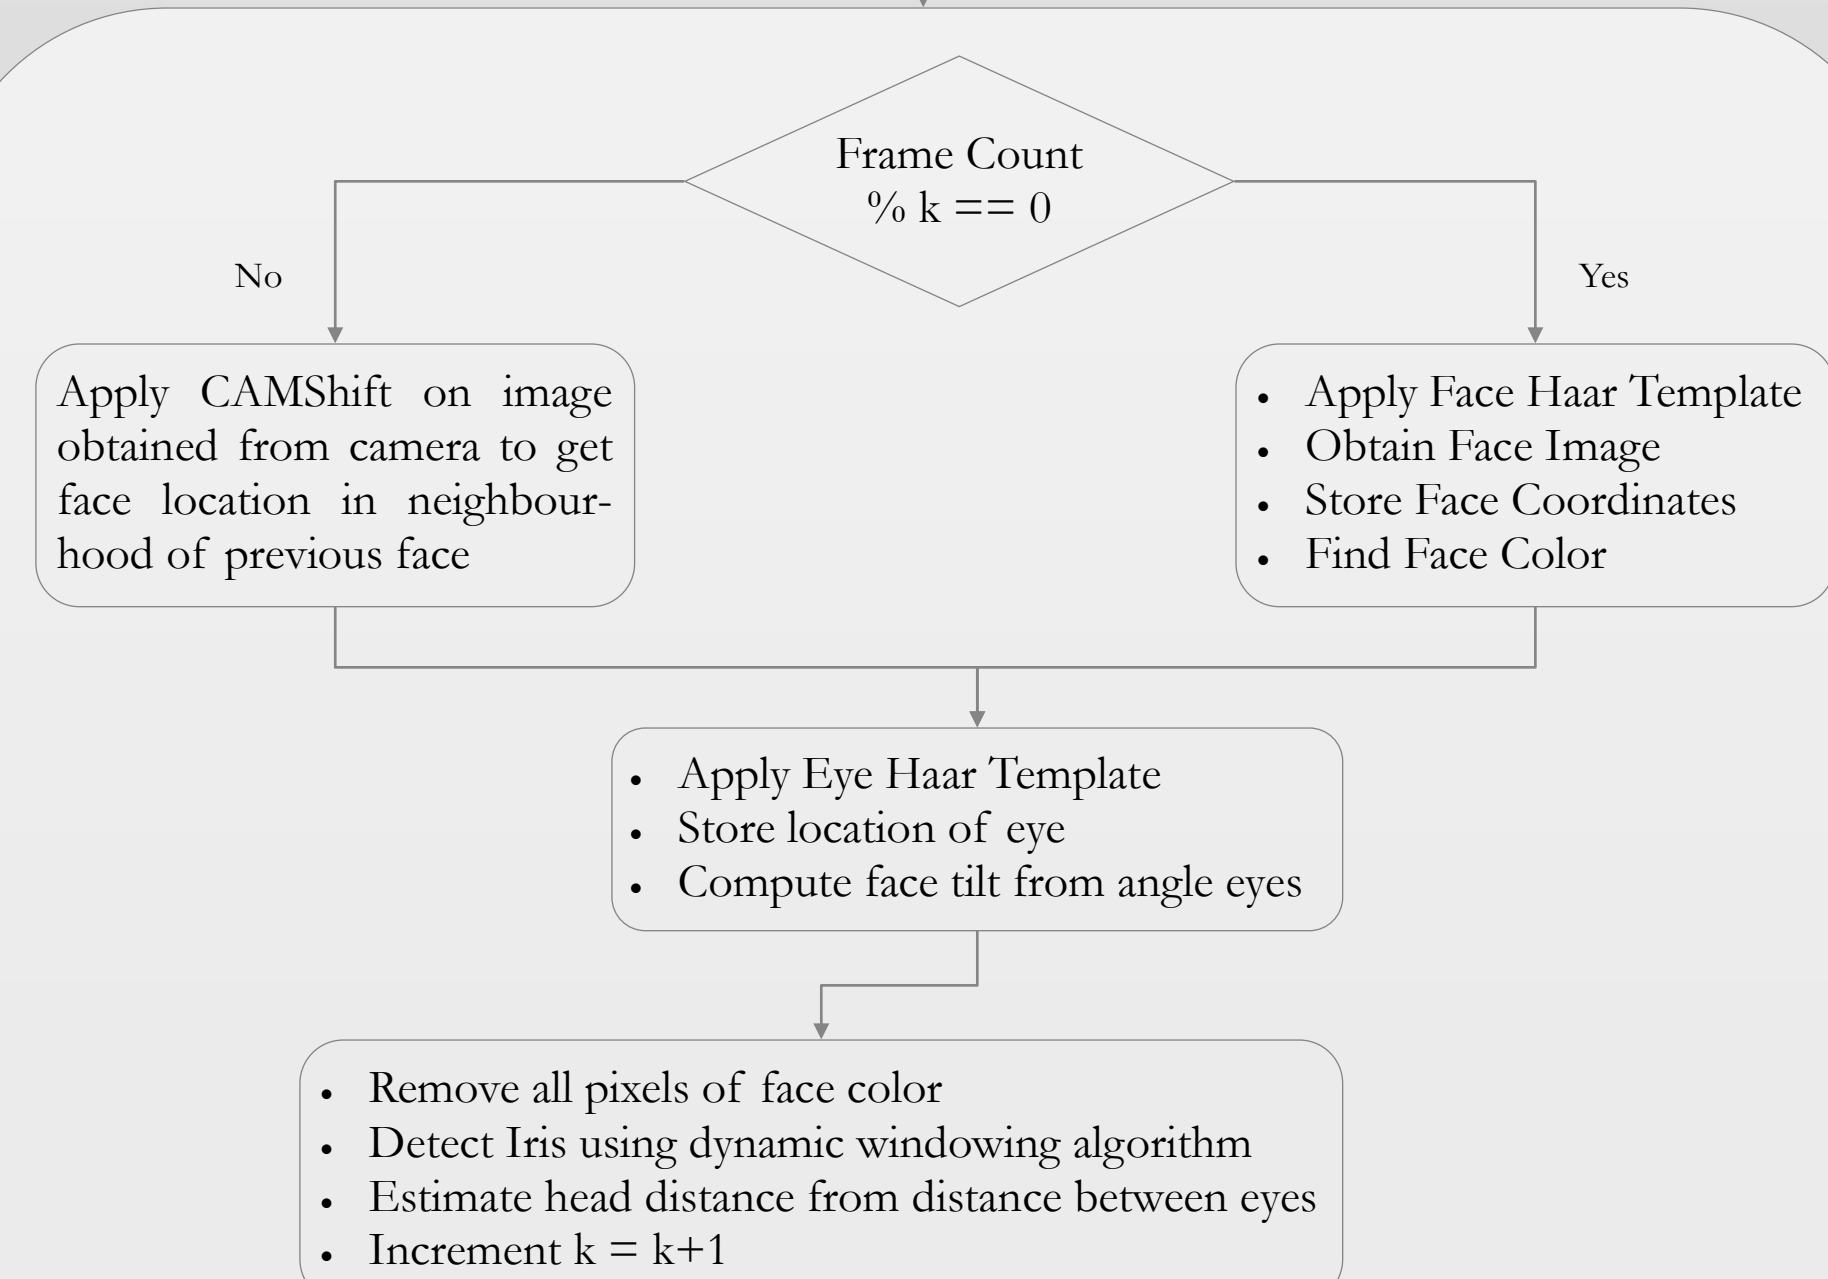 Frame Count
% k == 0
No
Yes
Apply CAMShift on image
obtained from camera to get
face location in neighbour-
hood of previous face
• Apply Face Haar Template
• Obtain Face Image
• Store Face Coordinates
• Find Face Color
• Apply Eye Haar Template
• Store location of eye
• Compute face tilt from angle eyes
• Remove all pixels of face color
• Detect Iris using dynamic windowing algorithm
• Estimate head distance from distance between eyes
• Increment k = k+1